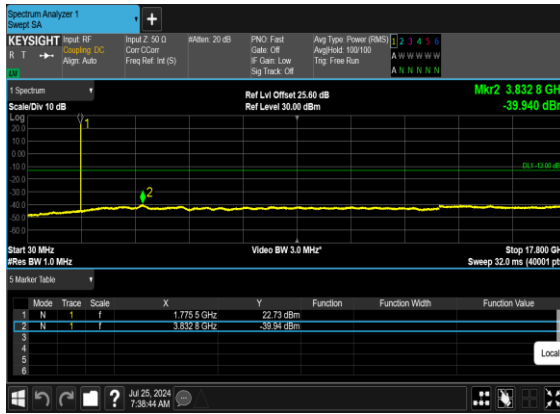 Spectrum Analyzer 1
Swept SA
+
KEYSIGHT Input: RF Input Z: 50 Ω #Atten: 20 dB PNO: Fast Avg Type: Power (RMS) 1 2 3 4 5 6
R T Coupling: DC Corr CCorr Gate: Off Avg|Hold: 100/100 A W W W W W
Align: Auto Freq Ref: Int (S) IF Gain: Low Trig: Free Run
Sig Track: Off A N N N N N
LXI
1 Spectrum Ref Lvl Offset 25.60 dB Mkr2 3.832 8 GH
Scale/Div 10 dB Ref Level 30.00 dBm -39.940 dBr
Log
20.0
10.0
0.00
-10.0
-20.0
-30.0
-40.0
-50.0
-60.0
1
2
DL1 -13.00 dB
Start 30 MHz Video BW 3.0 MHz* Stop 17.800 GH
#Res BW 1.0 MHz Sweep 32.0 ms (40001 pt
5 Marker Table
Mode Trace Scale X Y Function Function Width Function Value
1 N 1 f 1.775 5 GHz 22.73 dBm
2 N 1 f 3.832 8 GHz -39.94 dBm
3
4
5
6
Local
? Jul 25, 2024
7:38:44 AM